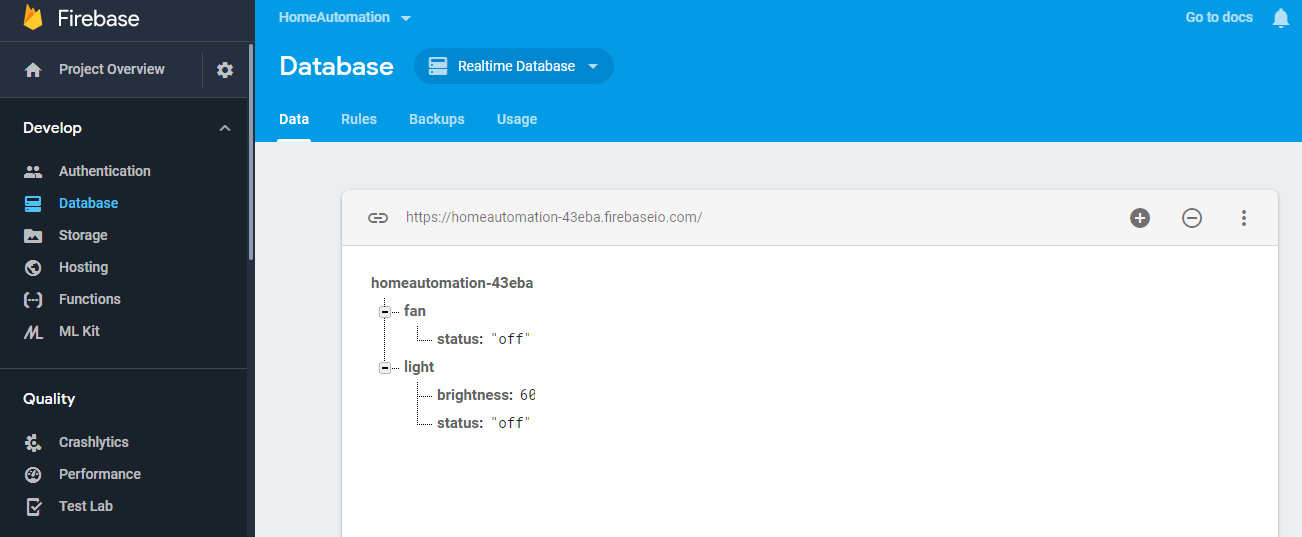 Firebase
Project Overview
Develop
Authentication
Database
Storage
Hosting
Functions
ML Kit
Quality
Crashlytics
Performance
Test Lab
HomeAutomation
Go to docs
Database
Realtime Database
Data Rules Backups Usage
https://homeautomation-43eba.firebaseio.com/
homeautomation-43eba
fan
status: "off"
light
brightness: 60
status: "off"